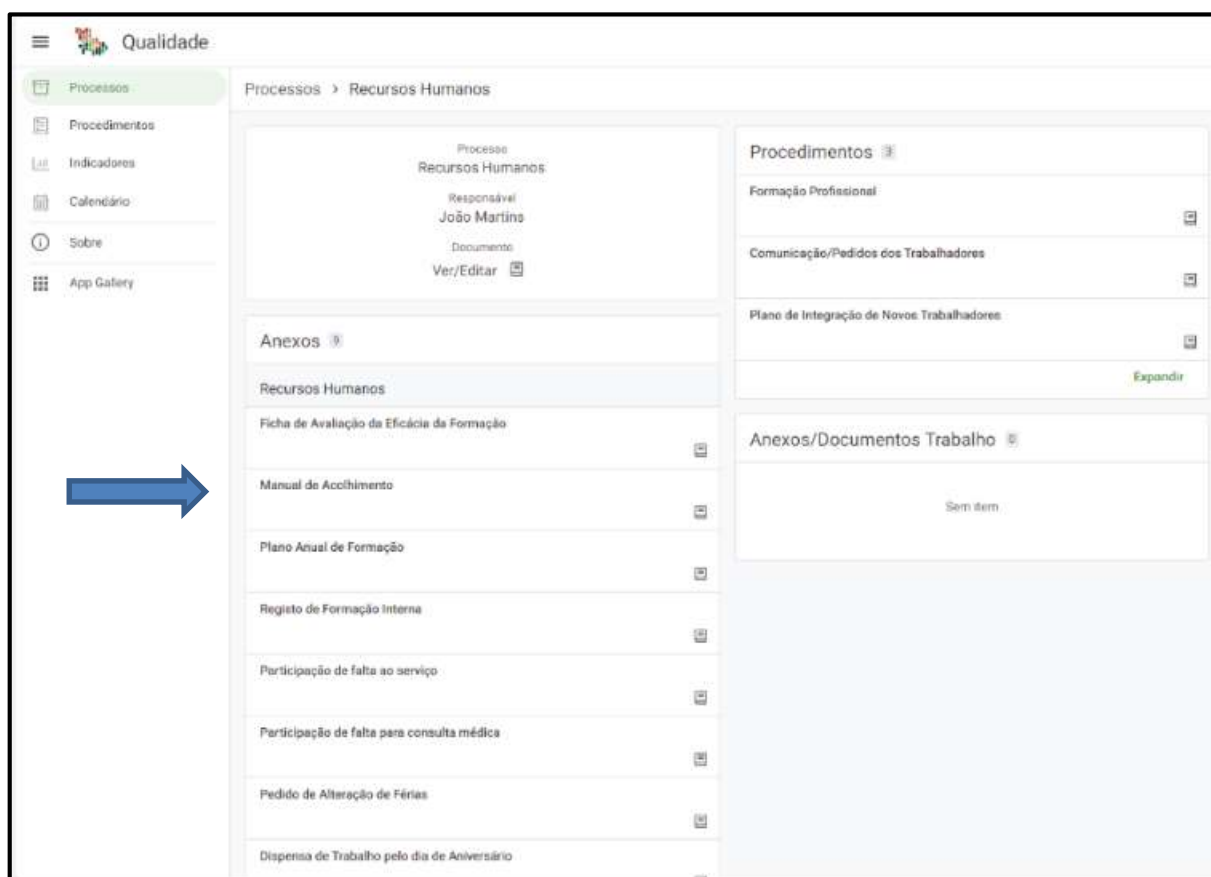 Qualidade
Processos
Procedimentos
Indicadores
Calendário
Sobre
App Gallery
Processos > Recursos Humanos
Processo
Recursos Humanos
Responsável
João Martins
Documento
Ver/Editar
Anexos 9
Recursos Humanos
Ficha de Avaliação da Eficácia da Formação
Manual de Acolhimento
Plano Anual de Formação
Registo de Formação Interna
Participação de falta ao serviço
Participação de falta para consulta médica
Pedido de Alteração de Férias
Dispensa de Trabalho pelo dia de Aniversário
Procedimentos 3
Formação Profissional
Comunicação/Pedidos dos Trabalhadores
Plano de Integração de Novos Trabalhadores
Expandir
Anexos/Documentos Trabalho 0
Sem item